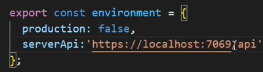 export const environment = {
production: false,
serverApi:'https://localhost:7069/api'
};